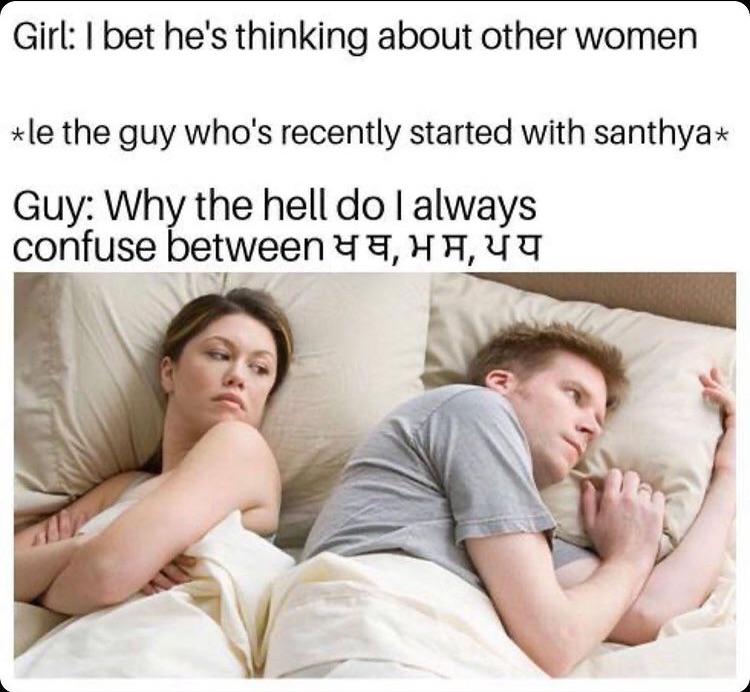 Girl: I bet he's thinking about other women
*le the guy who's recently started with santhya*
Guy: Why the hell do I always
confuse between ਖ ਥ, ਮ ਸ, ਪ ਧ